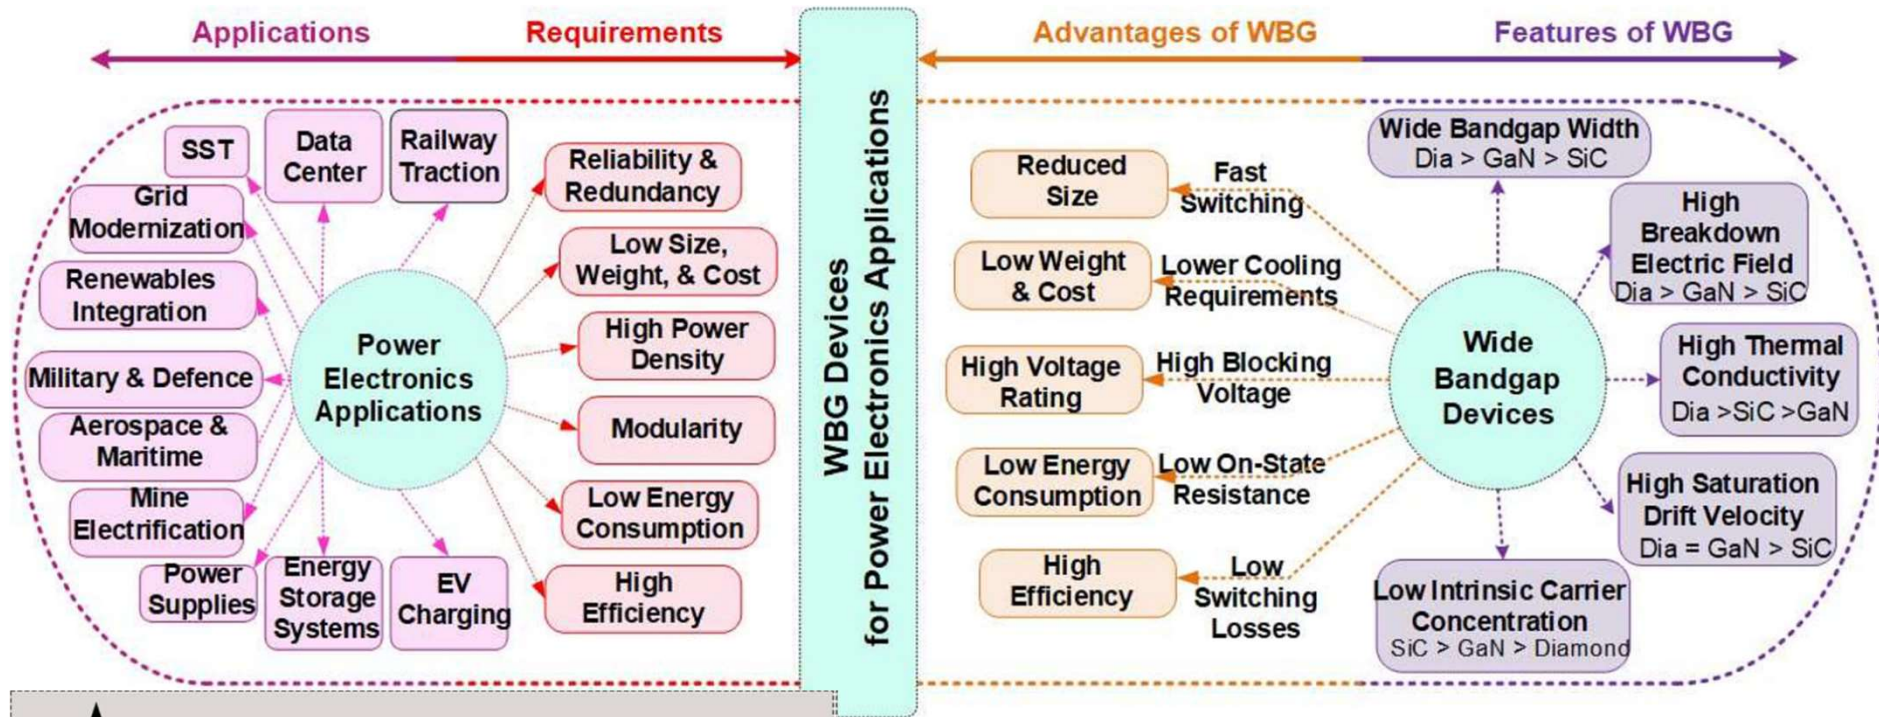 Applications
Requirements
Advantages of WBG
Features of WBG
SST
Data
Center
Railway
Traction
Grid
Modernization
Renewables
Integration
Military & Defence
Aerospace &
Maritime
Mine
Electrification
Power
Supplies
Energy
Storage
Systems
EV
Charging
Power
Electronics
Applications
Reliability &
Redundancy
Low Size,
Weight, & Cost
High Power
Density
Modularity
Low Energy
Consumption
High
Efficiency
WBG Devices
for Power Electronics Applications
Reduced
Size
Fast
Switching
Low Weight
& Cost
Lower Cooling
Requirements
High Voltage
Rating
High Blocking
Voltage
Low Energy
Consumption
Low On-State
Resistance
High
Efficiency
Low
Switching
Losses
Wide
Bandgap
Devices
Wide Bandgap Width
Dia > GaN > SiC
High
Breakdown
Electric Field
Dia > GaN > SiC
High Thermal
Conductivity
Dia >SiC >GaN
High Saturation
Drift Velocity
Dia = GaN > SiC
Low Intrinsic Carrier
Concentration
SiC > GaN > Diamond